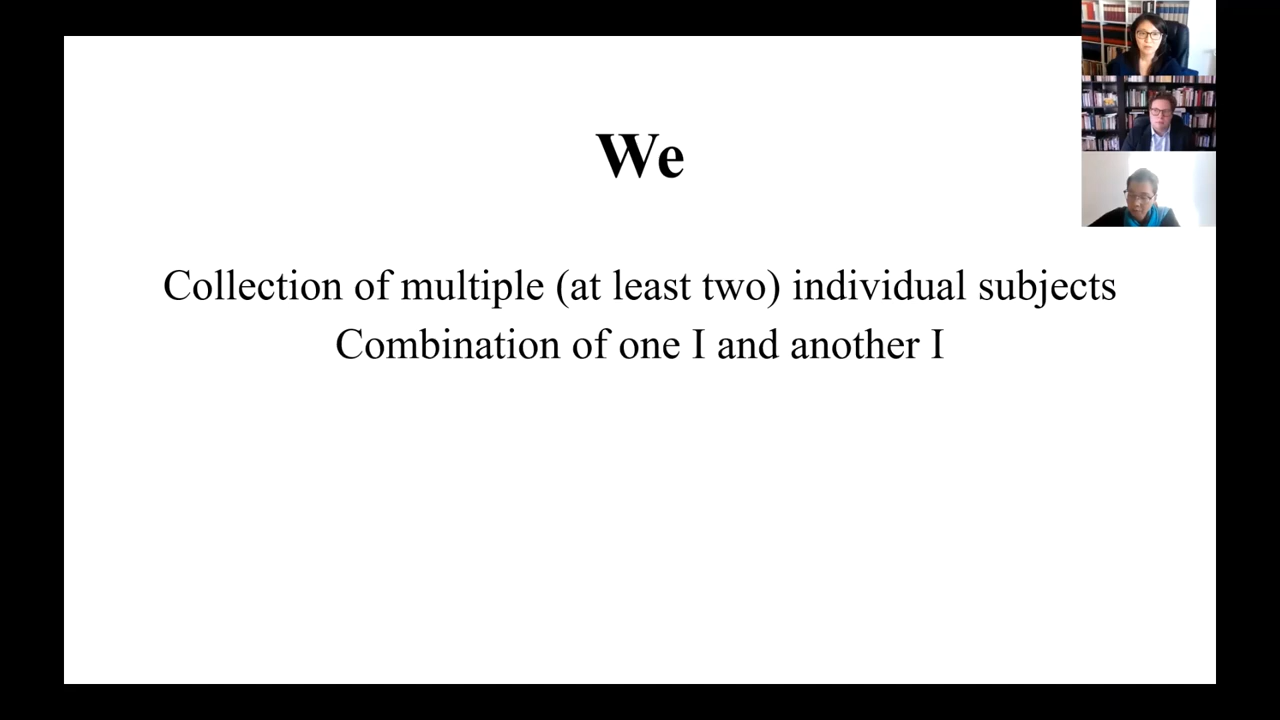 We
Collection of multiple (at least two) individual subjects
Combination of one I and another I